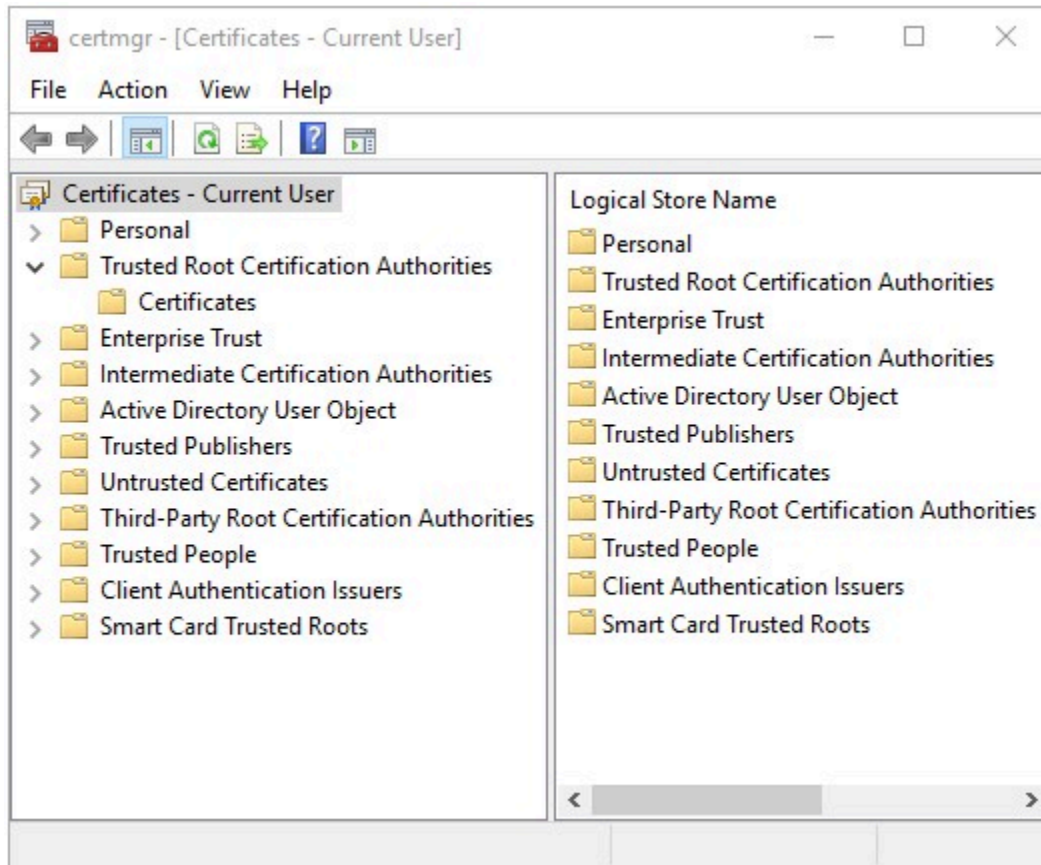 certmgr - [Certificates - Current User]
File Action View Help
Certificates - Current User
Personal
Trusted Root Certification Authorities
Certificates
Enterprise Trust
Intermediate Certification Authorities
Active Directory User Object
Trusted Publishers
Untrusted Certificates
Third-Party Root Certification Authorities
Trusted People
Client Authentication Issuers
Smart Card Trusted Roots
Logical Store Name
Personal
Trusted Root Certification Authorities
Enterprise Trust
Intermediate Certification Authorities
Active Directory User Object
Trusted Publishers
Untrusted Certificates
Third-Party Root Certification Authorities
Trusted People
Client Authentication Issuers
Smart Card Trusted Roots